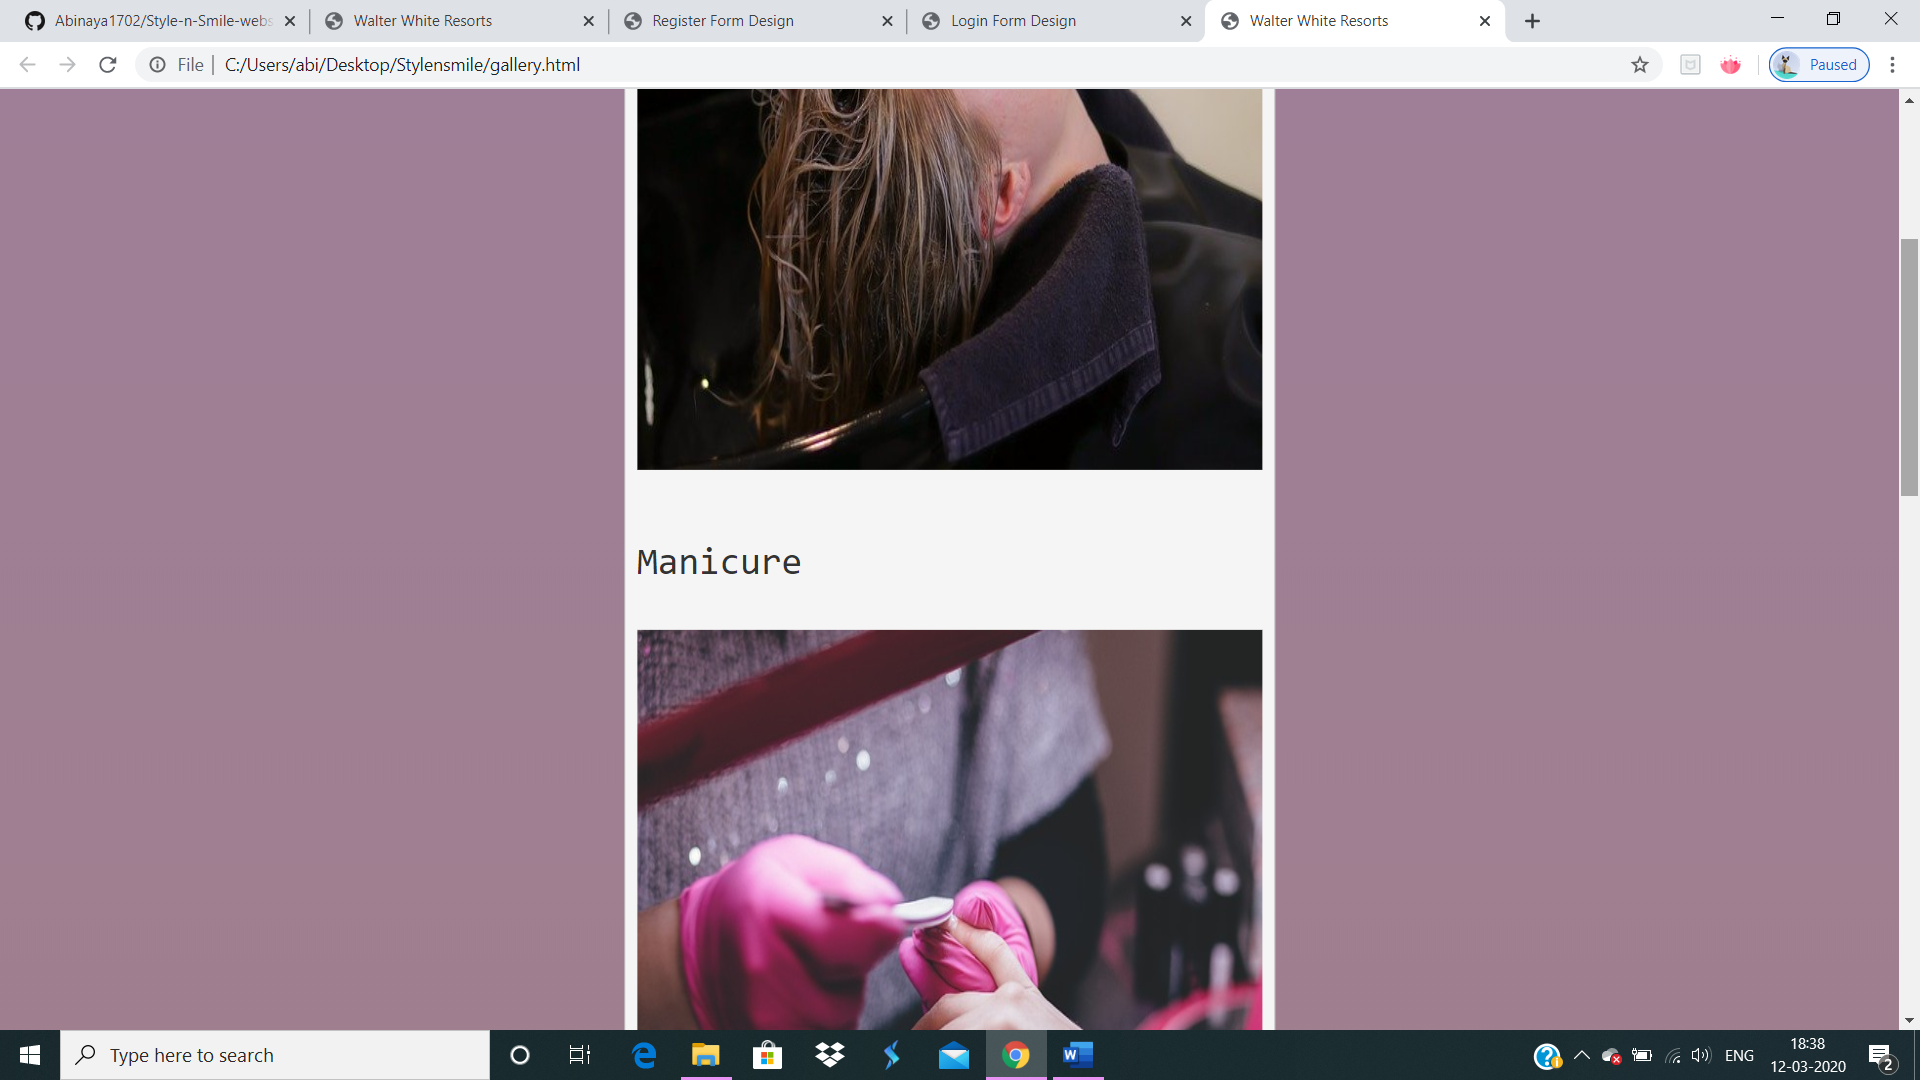 Abinaya1702/Style-n-Smile-webs
Walter White Resorts
Register Form Design
Login Form Design
Walter White Resorts
File
C:/Users/abi/Desktop/Stylensmile/gallery.html
Paused
Manicure
Type here to search
ENG
18:38
12-03-2020
2